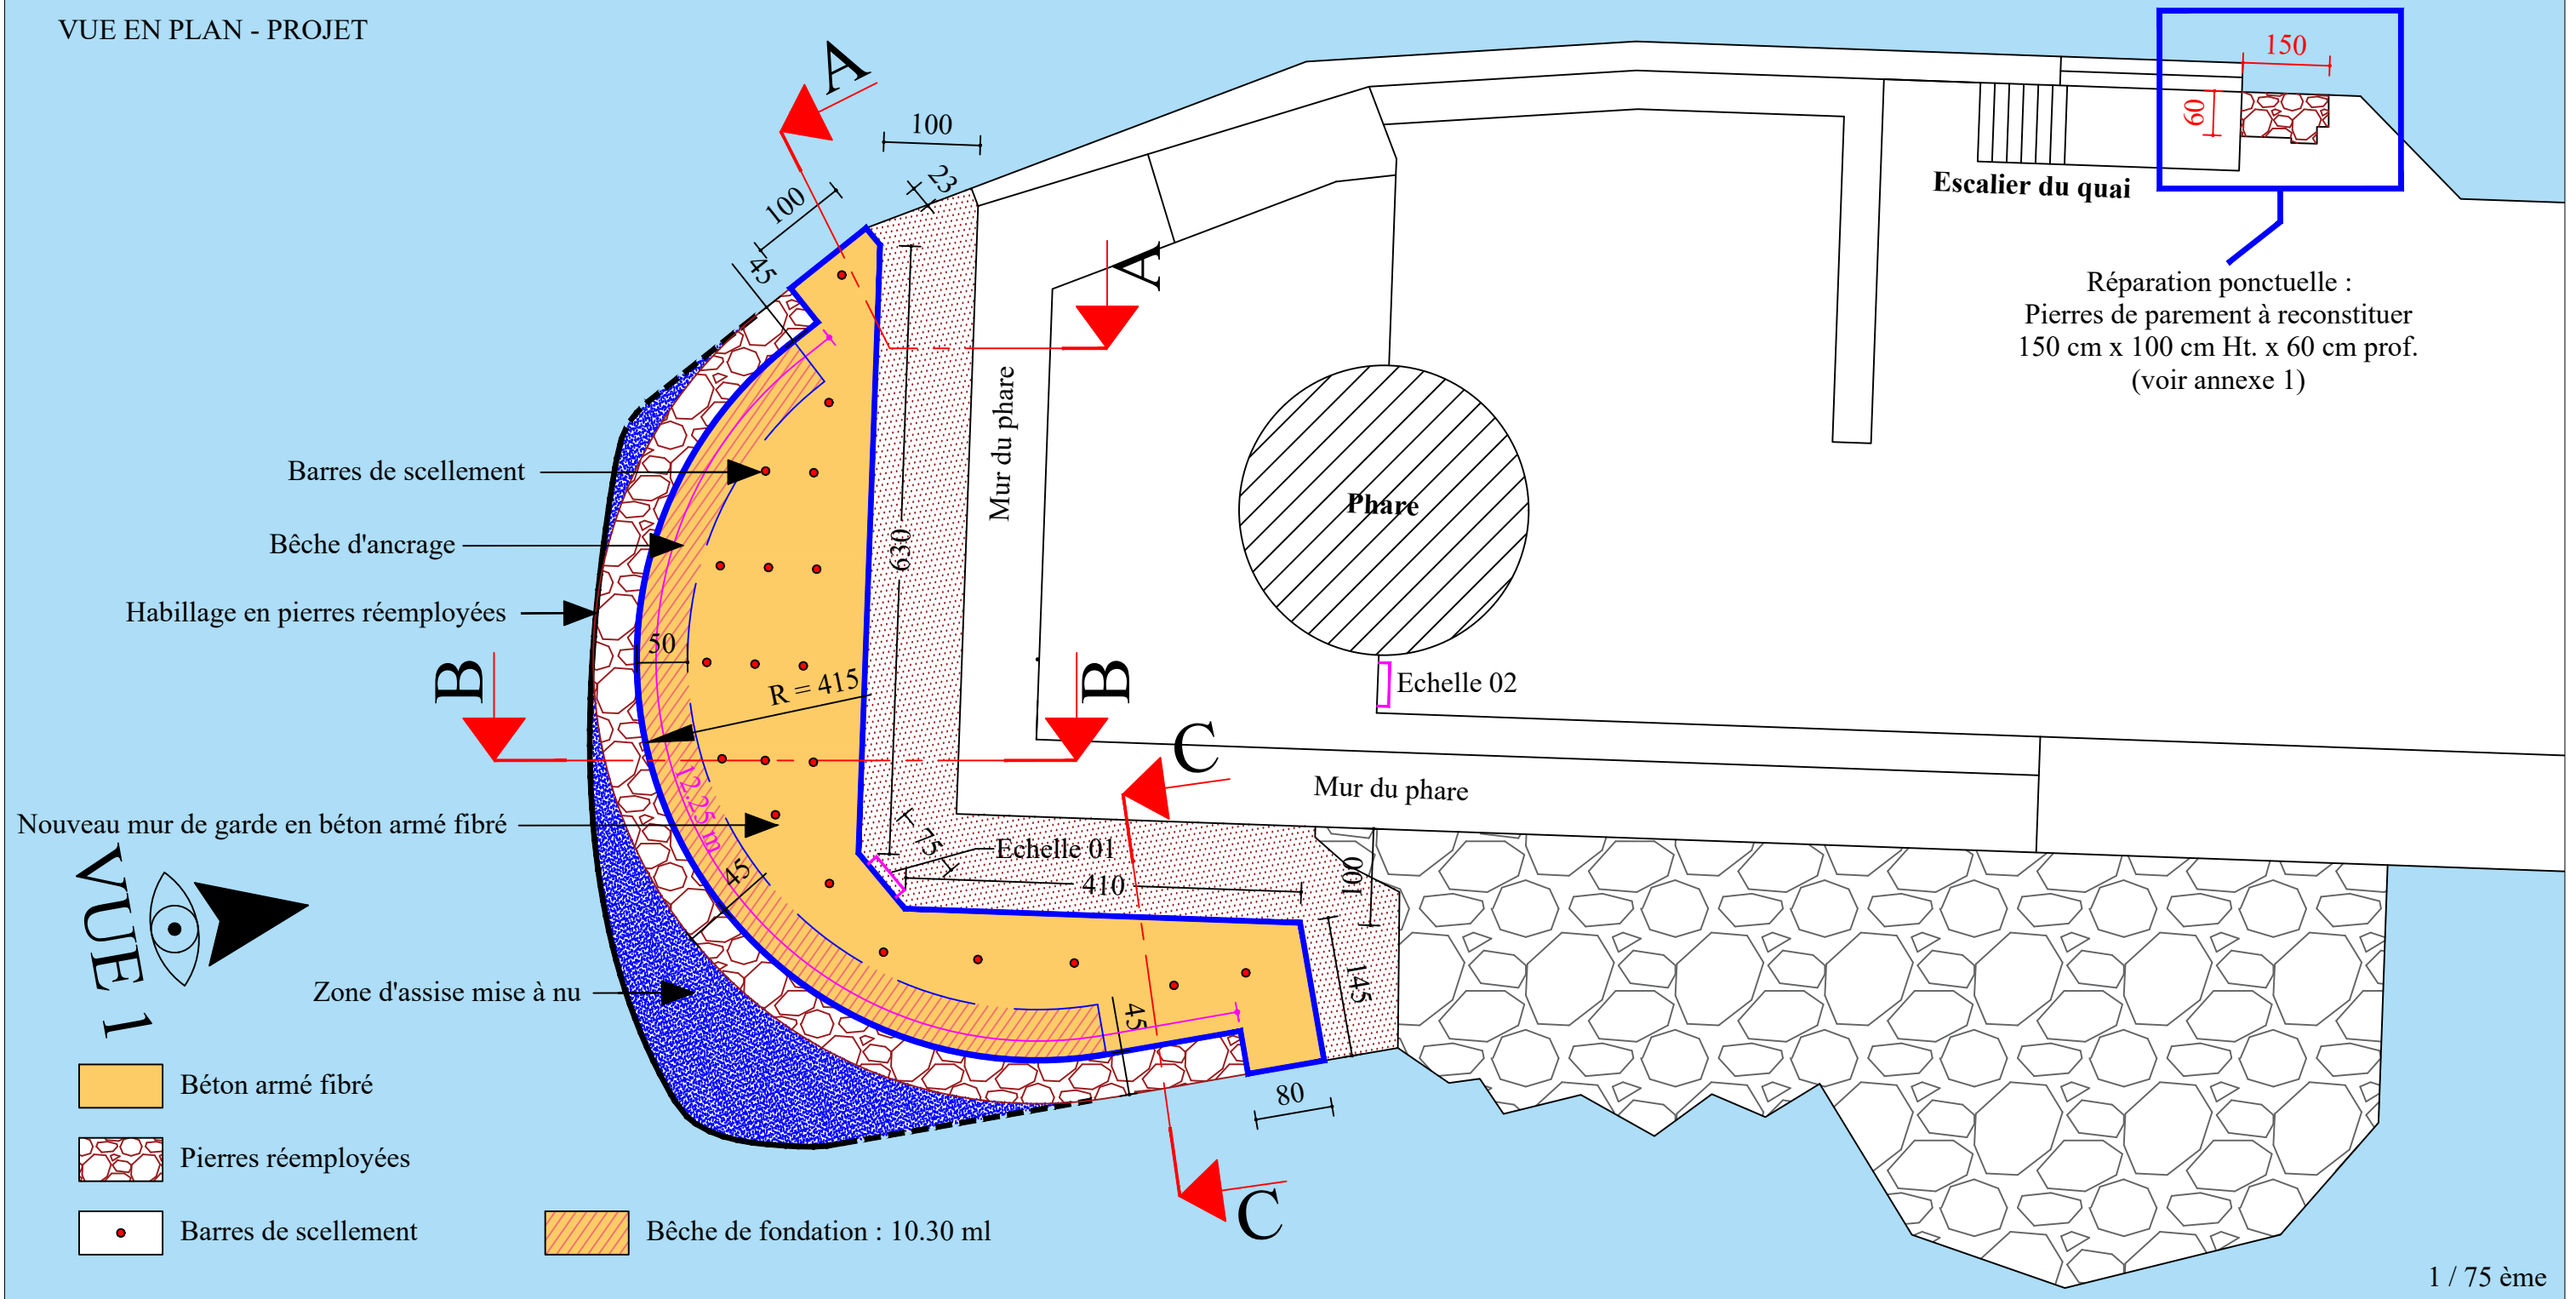 VUE EN PLAN - PROJET
A
100
23
100
45
A
150
60
Escalier du quai
Réparation ponctuelle :
Pierres de parement à reconstituer
150 cm x 100 cm Ht. x 60 cm prof.
(voir annexe 1)
Mur du phare
Phare
Barres de scellement
Bêche d'ancrage
630
Habillage en pierres réemployées
50
B
R = 415
B
Echelle 02
C
12.25 m
Mur du phare
Nouveau mur de garde en béton armé fibré
75
Echelle 01
45
410
100
VUE 1
Zone d'assise mise à nu
145
45
80
C
Béton armé fibré
Pierres réemployées
Barres de scellement
Bêche de fondation : 10.30 ml
1 / 75 ème